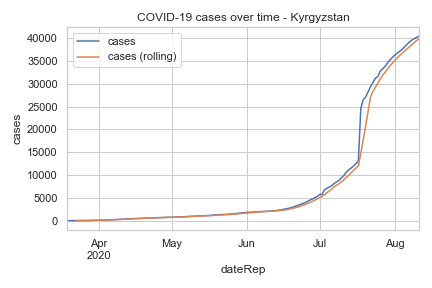 COVID-19 cases over time - Kyrgyzstan
cases
cases (rolling)
40000
35000
30000
25000
20000
15000
10000
5000
0
cases
Apr
2020
May
Jun
Jul
Aug
dateRep